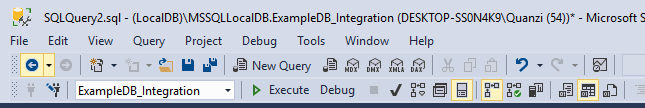 SQLQuery2.sql - (LocalDB)\MSSQLLocalDB.ExampleDB_Integration (DESKTOP-SS0N4K9\Quanzi (54))* - Microsoft S
File Edit View Query Project Debug Tools Window Help
New Query MDX DMX XMLA DAX
ExampleDB_Integration Execute Debug